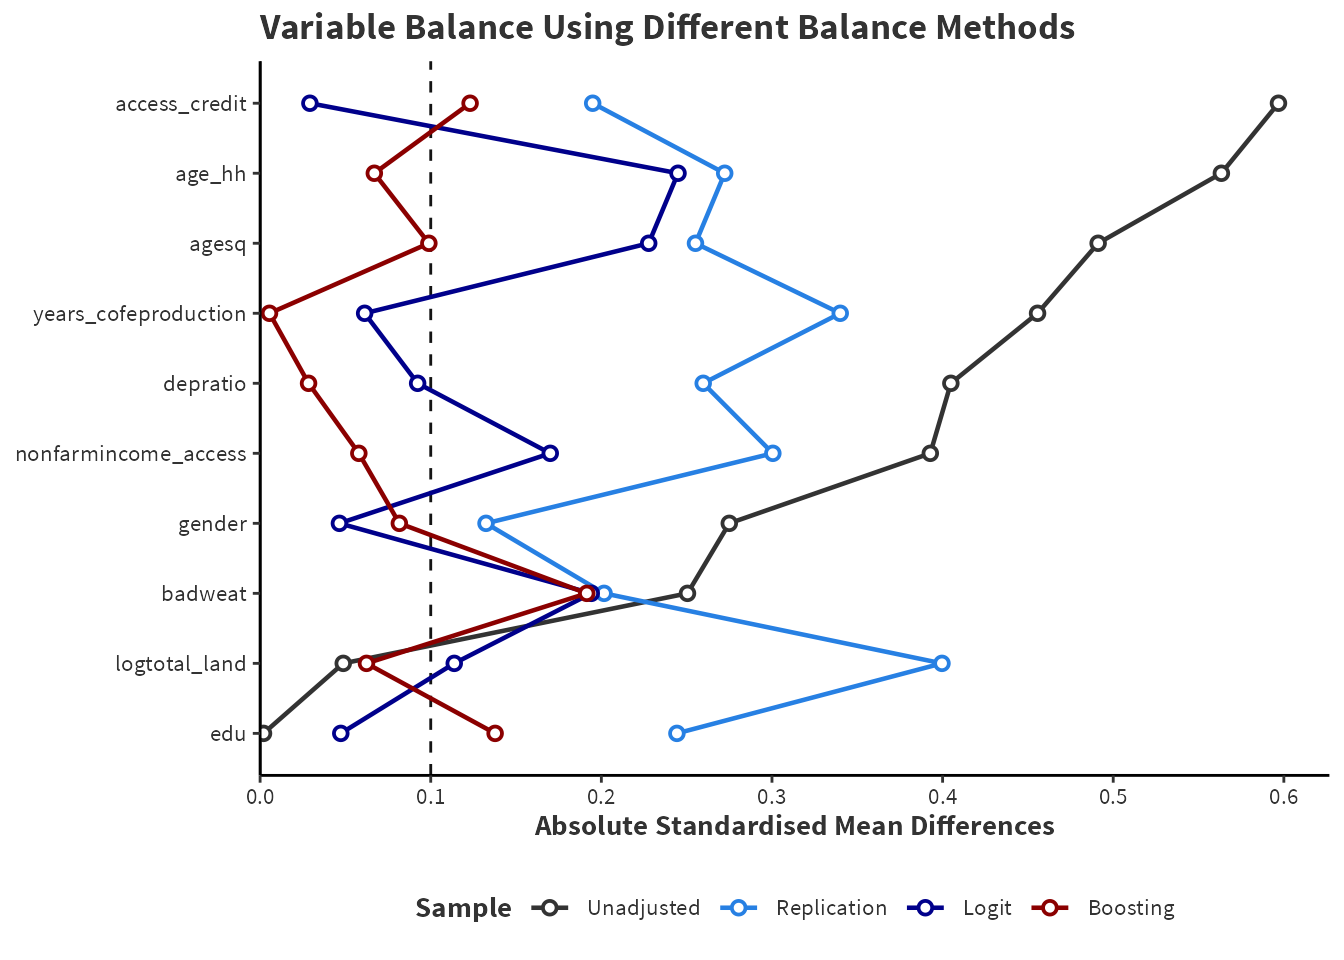 Variable Balance Using Different Balance Methods
access_credit
age_hh
agesq
years_cofeproduction
depratio
nonfarmincome_access
gender
badweat
logtotal_land
edu
0.0 0.1 0.2 0.3 0.4 0.5 0.6
Absolute Standardised Mean Differences
Sample Unadjusted Replication Logit Boosting